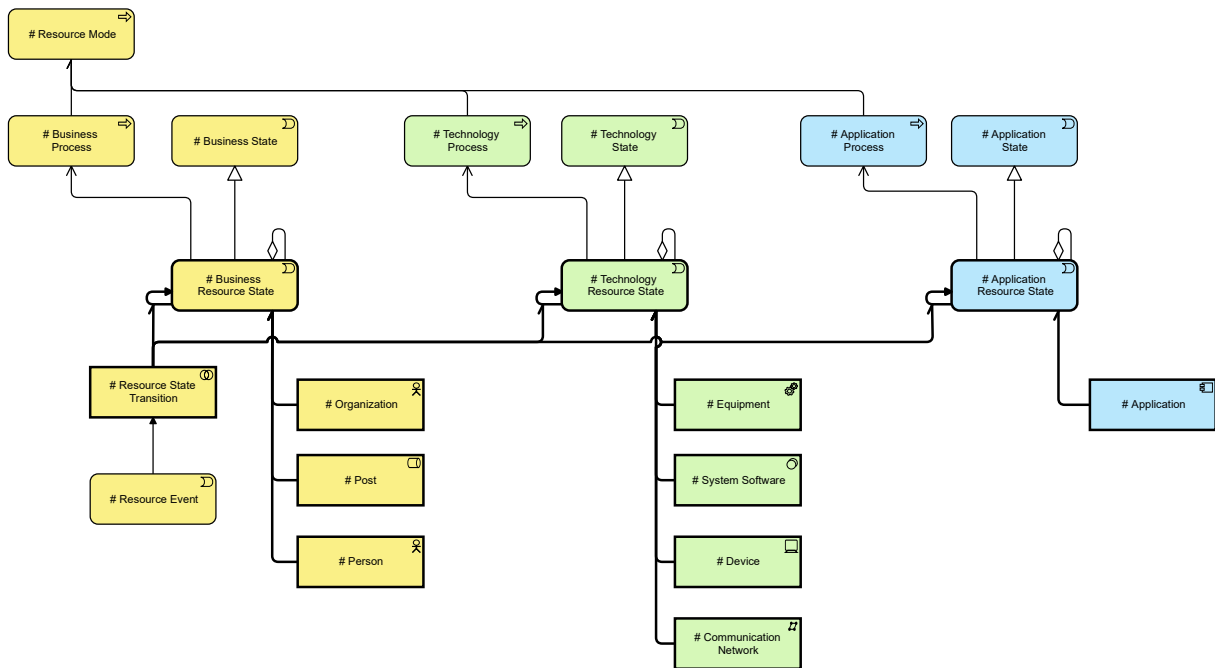 # Resource Mode
# Business
Process
# Business State
# Technology
Process
# Technology
State
# Application
Process
# Application
State
# Business
Resource State
# Technology
Resource State
# Application
Resource State
# Resource State
Transition
# Organization
# Equipment
# Application
# Post
# System Software
# Resource Event
# Person
# Device
# Communication
Network